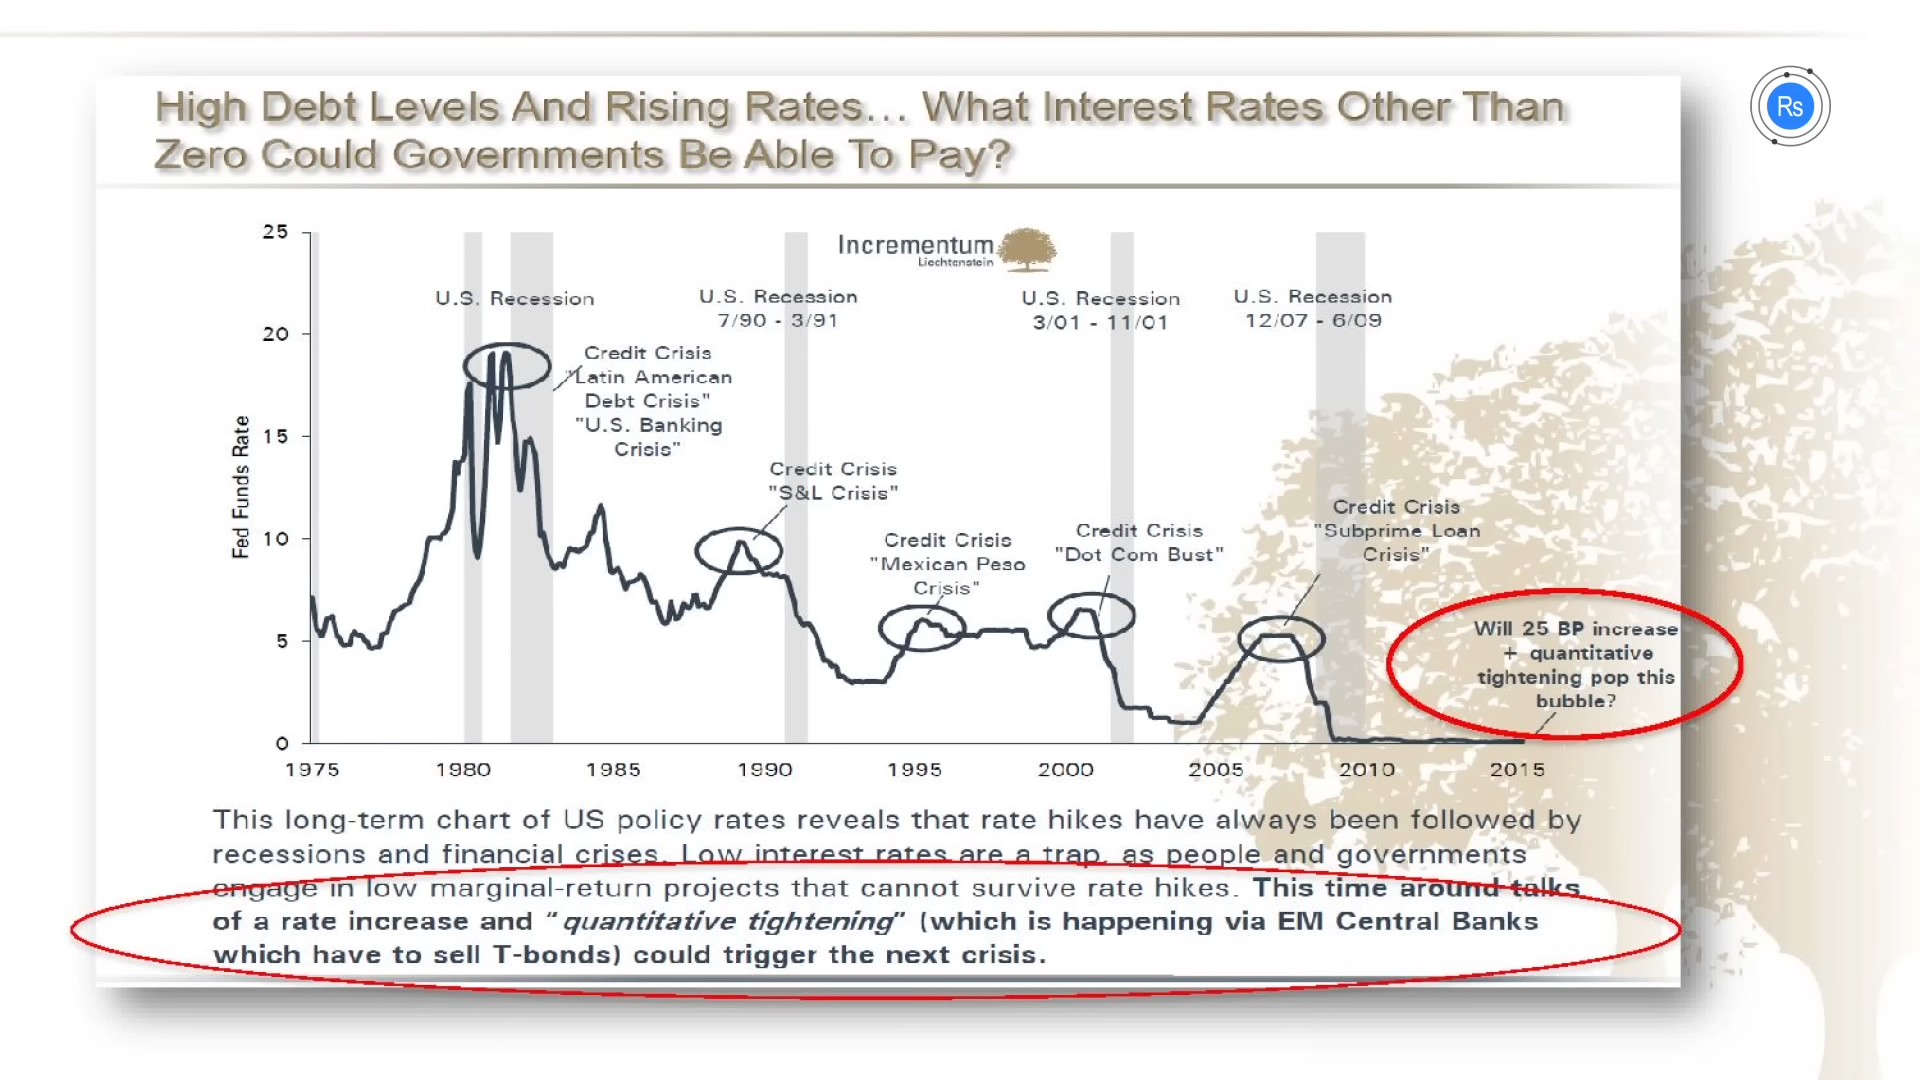 High Debt Levels And Rising Rates… What Interest Rates Other Than
Zero Could Governments Be Able To Pay?
Rs
Incrementum
Liechtenstein
Fed Funds Rate
25
20
15
10
5
0
U.S. Recession
U.S. Recession
7/90 - 3/91
U.S. Recession
3/01 - 11/01
U.S. Recession
12/07 - 6/09
Credit Crisis
"Latin American
Debt Crisis"
"U.S. Banking
Crisis"
Credit Crisis
"S&L Crisis"
Credit Crisis
"Mexican Peso
Crisis"
Credit Crisis
"Dot Com Bust"
Credit Crisis
"Subprime Loan
Crisis"
Will 25 BP increase
+ quantitative
tightening pop this
bubble?
1975 1980 1985 1990 1995 2000 2005 2010 2015
This long-term chart of US policy rates reveals that rate hikes have always been followed by
recessions and financial crises. Low interest rates are a trap, as people and governments
engage in low marginal-return projects that cannot survive rate hikes. This time around talks
of a rate increase and “quantitative tightening” (which is happening via EM Central Banks
which have to sell T-bonds) could trigger the next crisis.